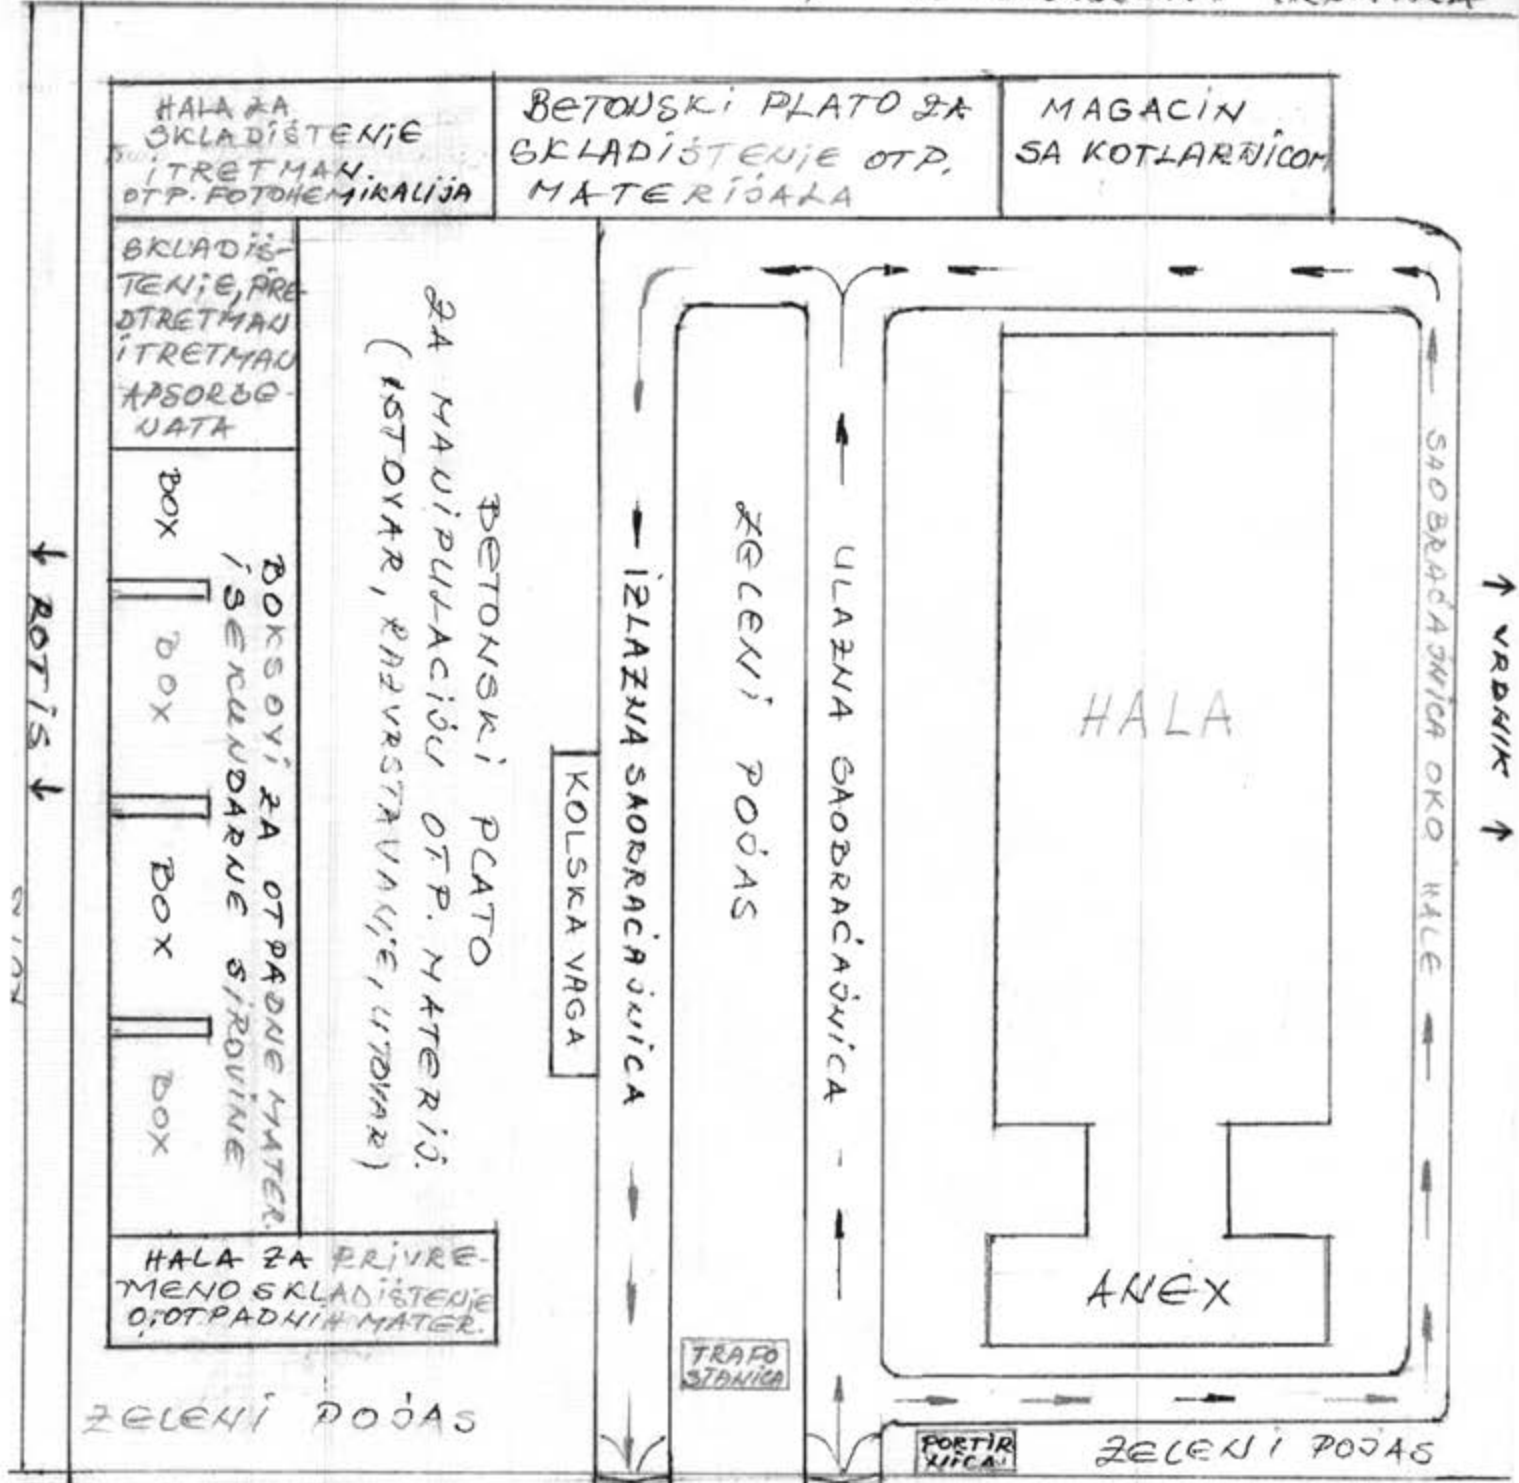 HALA ZA
SKLADIŠTENJE
I TRETMAN
OTP. FOTOHEMIKALIJA
BETONSKI PLATO ZA
SKLADIŠTENJE OTP.
MATERIJALA
MAGACIN
SA KOTLARNICOM
SKLADIŠ-
TENJE, PRE
DTRETMAN
I TRETMAN
APSORBE-
NATA
BOX
BOX
BOX
BOX
BOKSOVI ZA OTPADNE MATER.
I SEKUNDARNE SIROVINE
BETONSKI PLATO
ZA MANIPULACIJU OTP. MATERIJ.
(ISTOVAR, RAZVRSTAVANJE, UTOVAR)
KOLSKA VAGA
IZLAZNA SAOBRAĆAJNICA
ZELENI POJAS
ULAZNA SAOBRAĆAJNICA
HALA
ANEX
SAOBRAĆAJNICA OKO HALE
↑ VRDNIK ↑
↓ ROTIS ↓
HALA ZA PRIVRE-
MENO SKLADIŠTENJE
O. OTPADNIH MATER.
TRAFO
STANICA
PORTIR
NICA
ZELENI POJAS
ZELENI POJAS